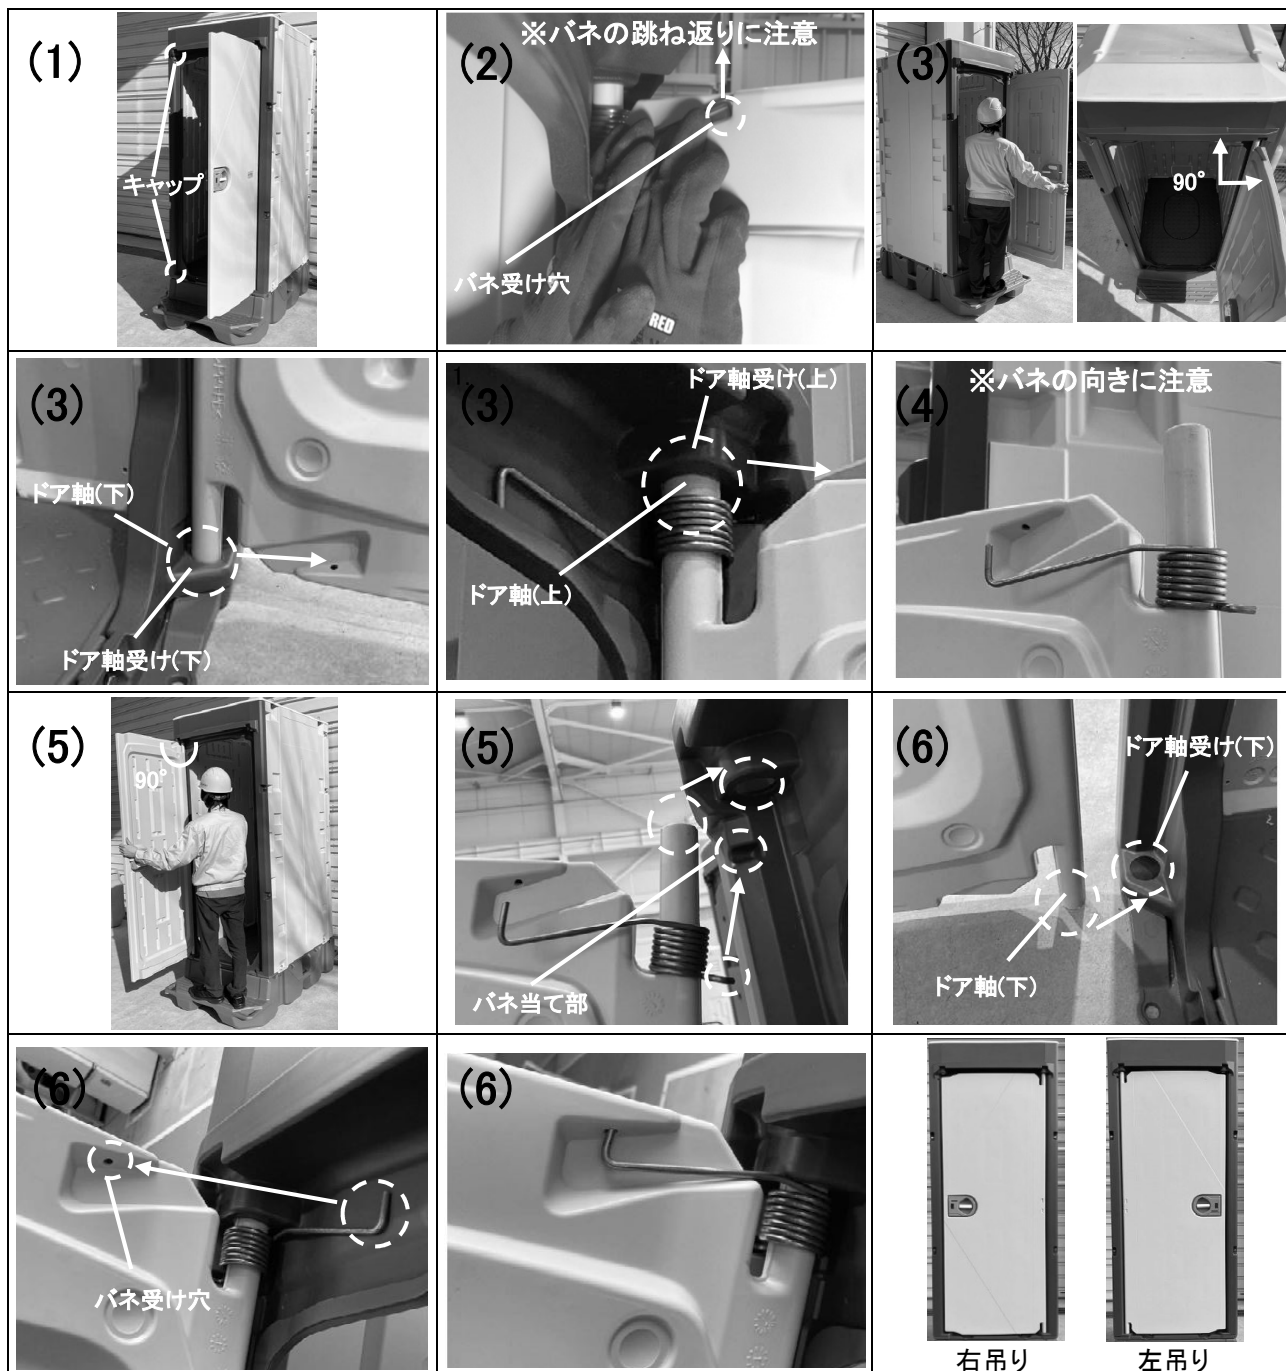 (1)
キャップ
(2)
※バネの跳ね返りに注意
バネ受け穴
RED
(3)
90°
(3)
ドア軸(下)
ドア軸受け(下)
(3)
ドア軸受け(上)
ドア軸(上)
(4)
※バネの向きに注意
(5)
90°
(5)
バネ当て部
(6)
ドア軸受け(下)
ドア軸(下)
(6)
バネ受け穴
(6)
右吊り
左吊り